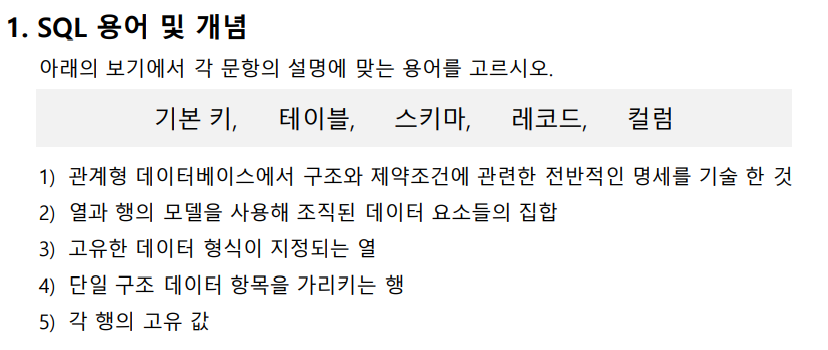 1. SQL 용어 및 개념
아래의 보기에서 각 문항의 설명에 맞는 용어를 고르시오.
기본 키, 테이블, 스키마, 레코드, 컬럼
1) 관계형 데이터베이스에서 구조와 제약조건에 관련한 전반적인 명세를 기술 한 것
2) 열과 행의 모델을 사용해 조직된 데이터 요소들의 집합
3) 고유한 데이터 형식이 지정되는 열
4) 단일 구조 데이터 항목을 가리키는 행
5) 각 행의 고유 값